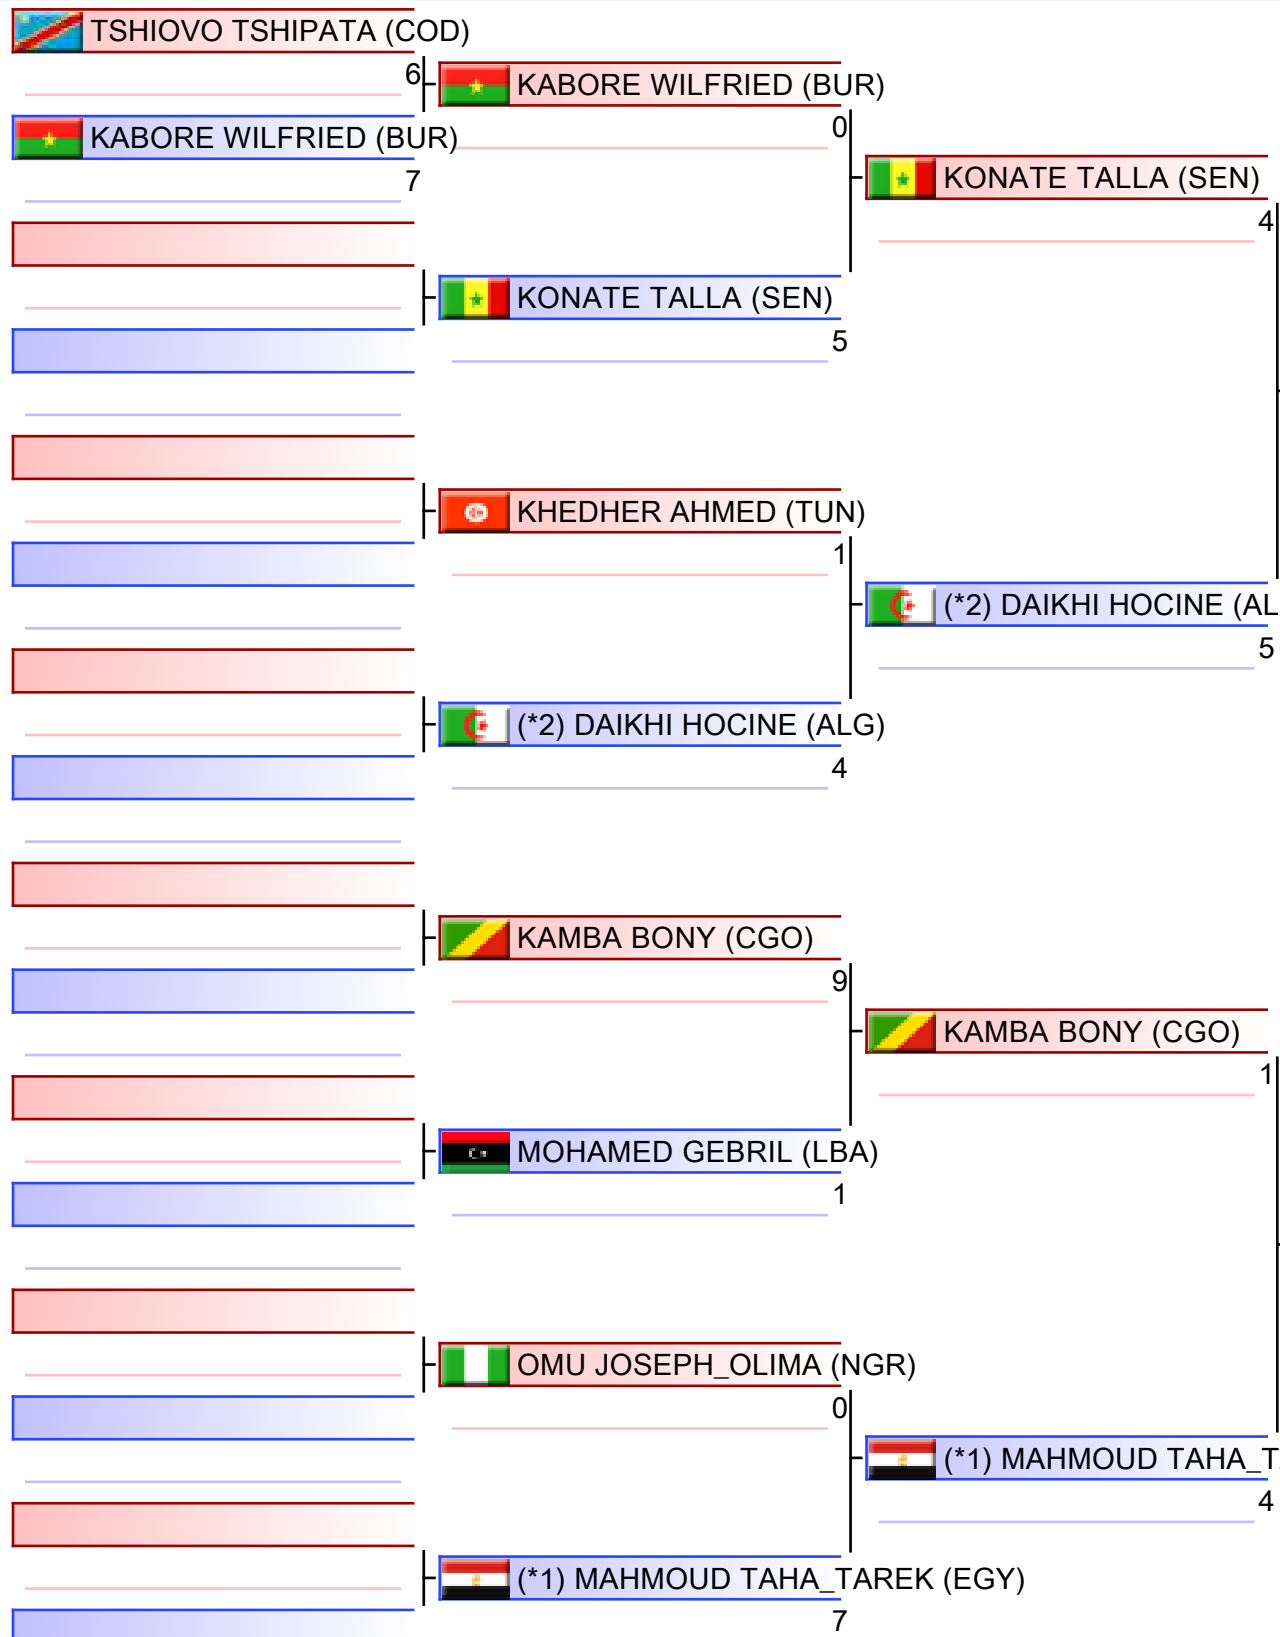 TSHIOVO TSHIPATA (COD)
6
KABORE WILFRIED (BUR)
7
KABORE WILFRIED (BUR)
0
KONATE TALLA (SEN)
5
KHEDHER AHMED (TUN)
1
(*2) DAIKHI HOCINE (ALG)
4
KAMBA BONY (CGO)
9
MOHAMED GEBRIL (LBA)
1
OMU JOSEPH_OLIMA (NGR)
0
(*1) MAHMOUD TAHA_TAREK (EGY)
7
KONATE TALLA (SEN)
4
(*2) DAIKHI HOCINE (AL
5
KAMBA BONY (CGO)
1
(*1) MAHMOUD TAHA_T
4